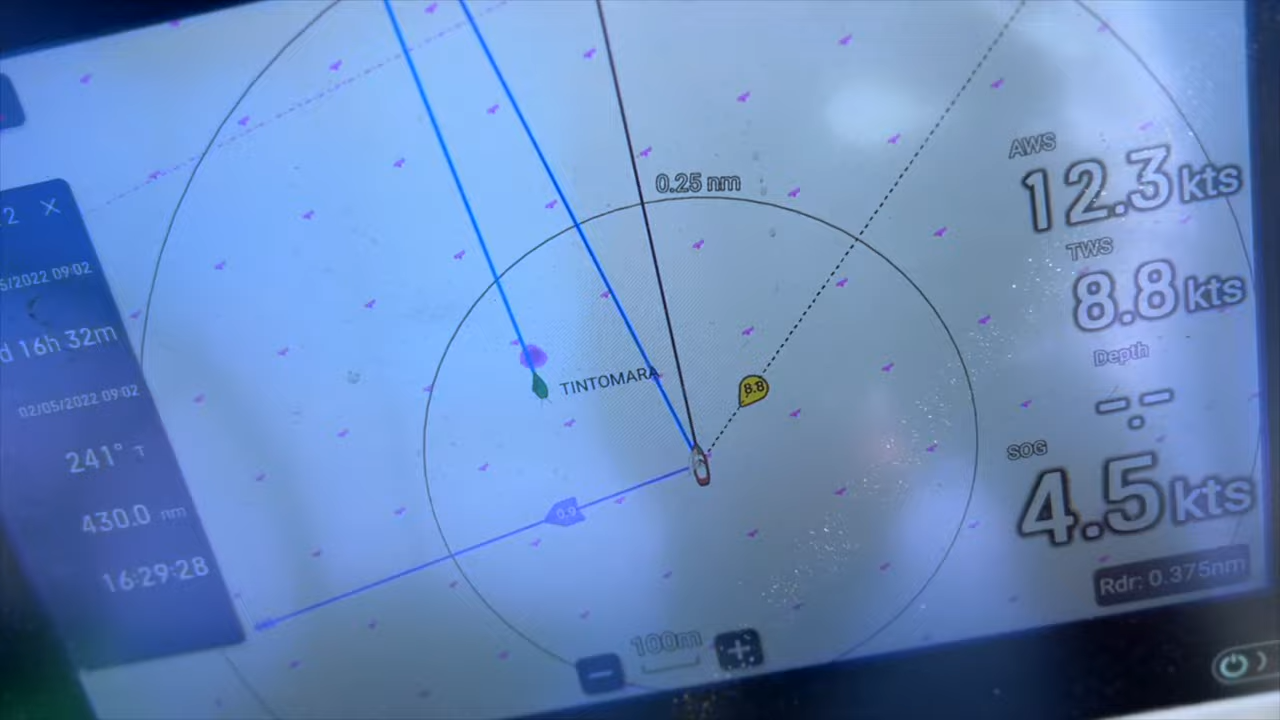 2 ×
5/2022 09:02
d 16h 32m
02/05/2022 09:02
241° T
430.0 nm
16:29:28
0.25 nm
TINTOMARA
8.8
0.9
100m
− +
AWS
12.3 kts
TWS
8.8 kts
Depth
-.-
SOG
4.5 kts
Rdr: 0.375nm